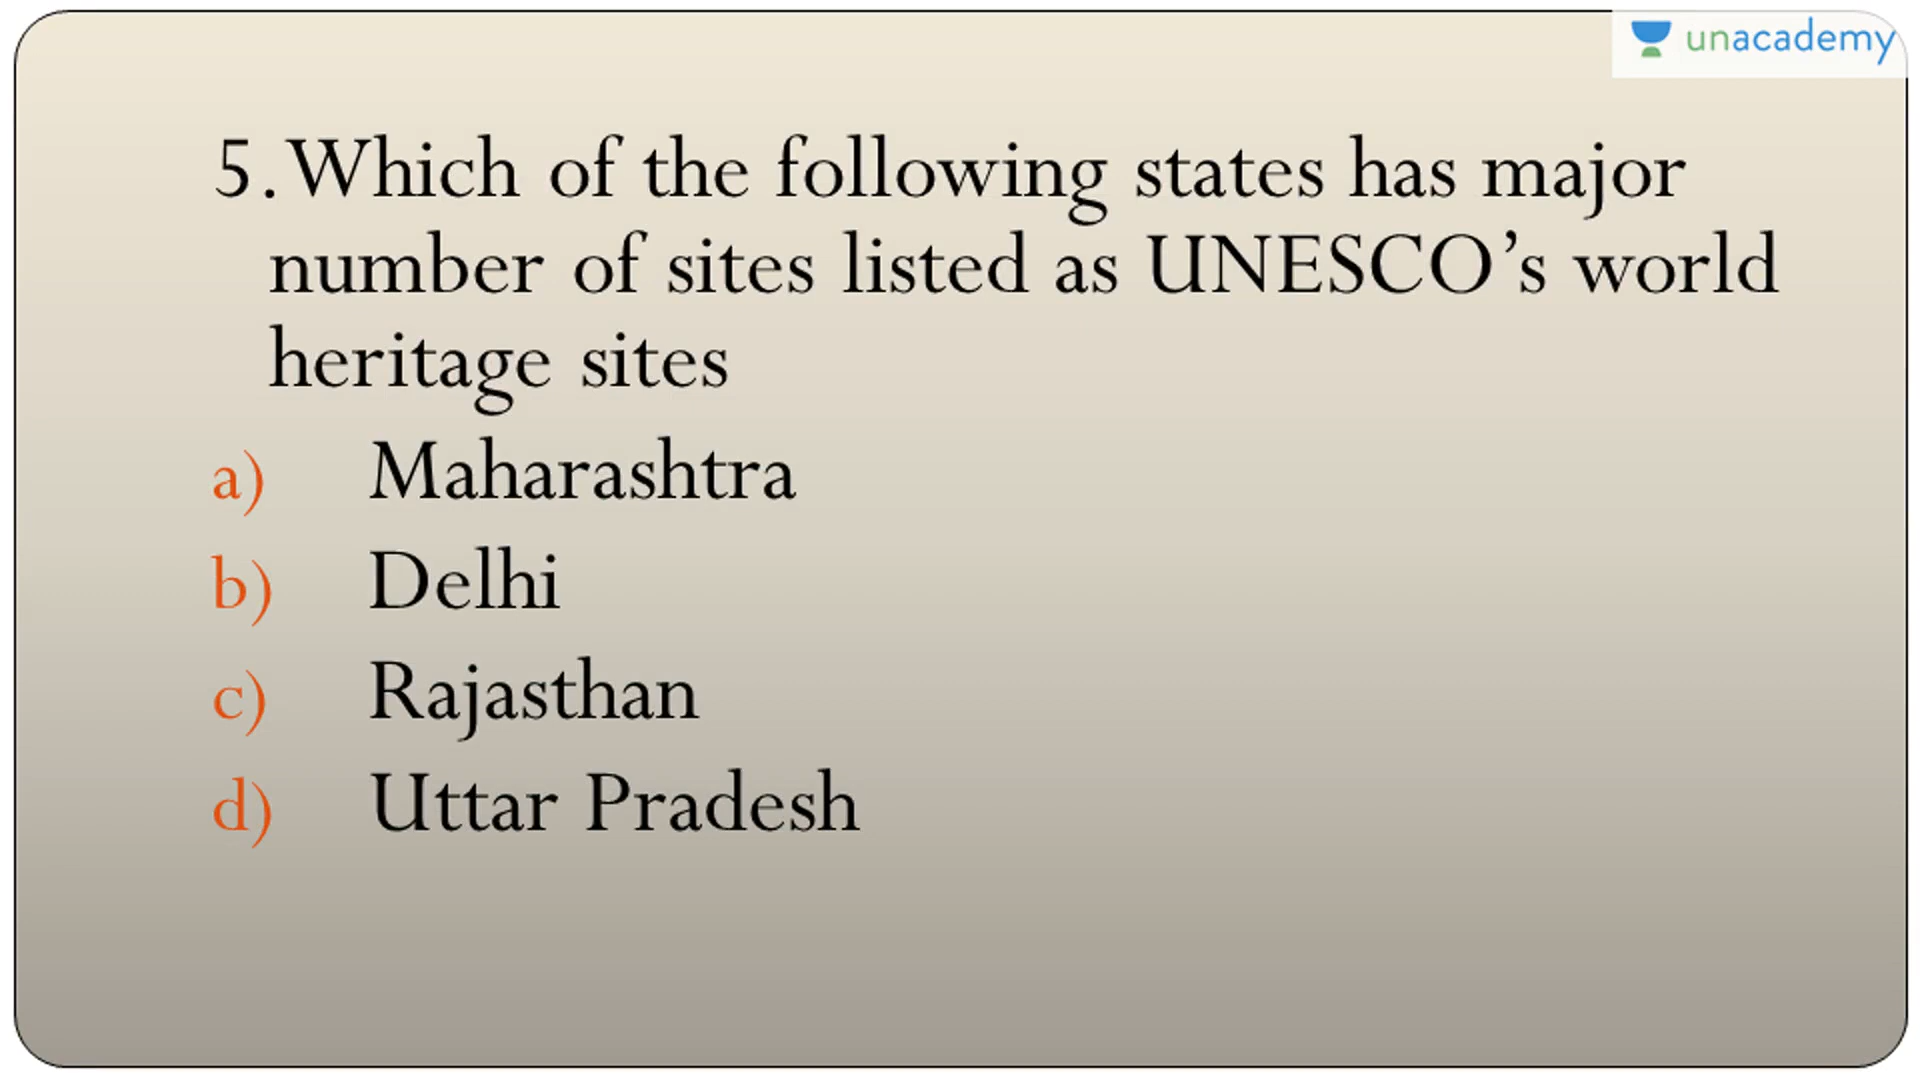 unacademy
5.Which of the following states has major
number of sites listed as UNESCO’s world
heritage sites
a) Maharashtra
b) Delhi
c) Rajasthan
d) Uttar Pradesh